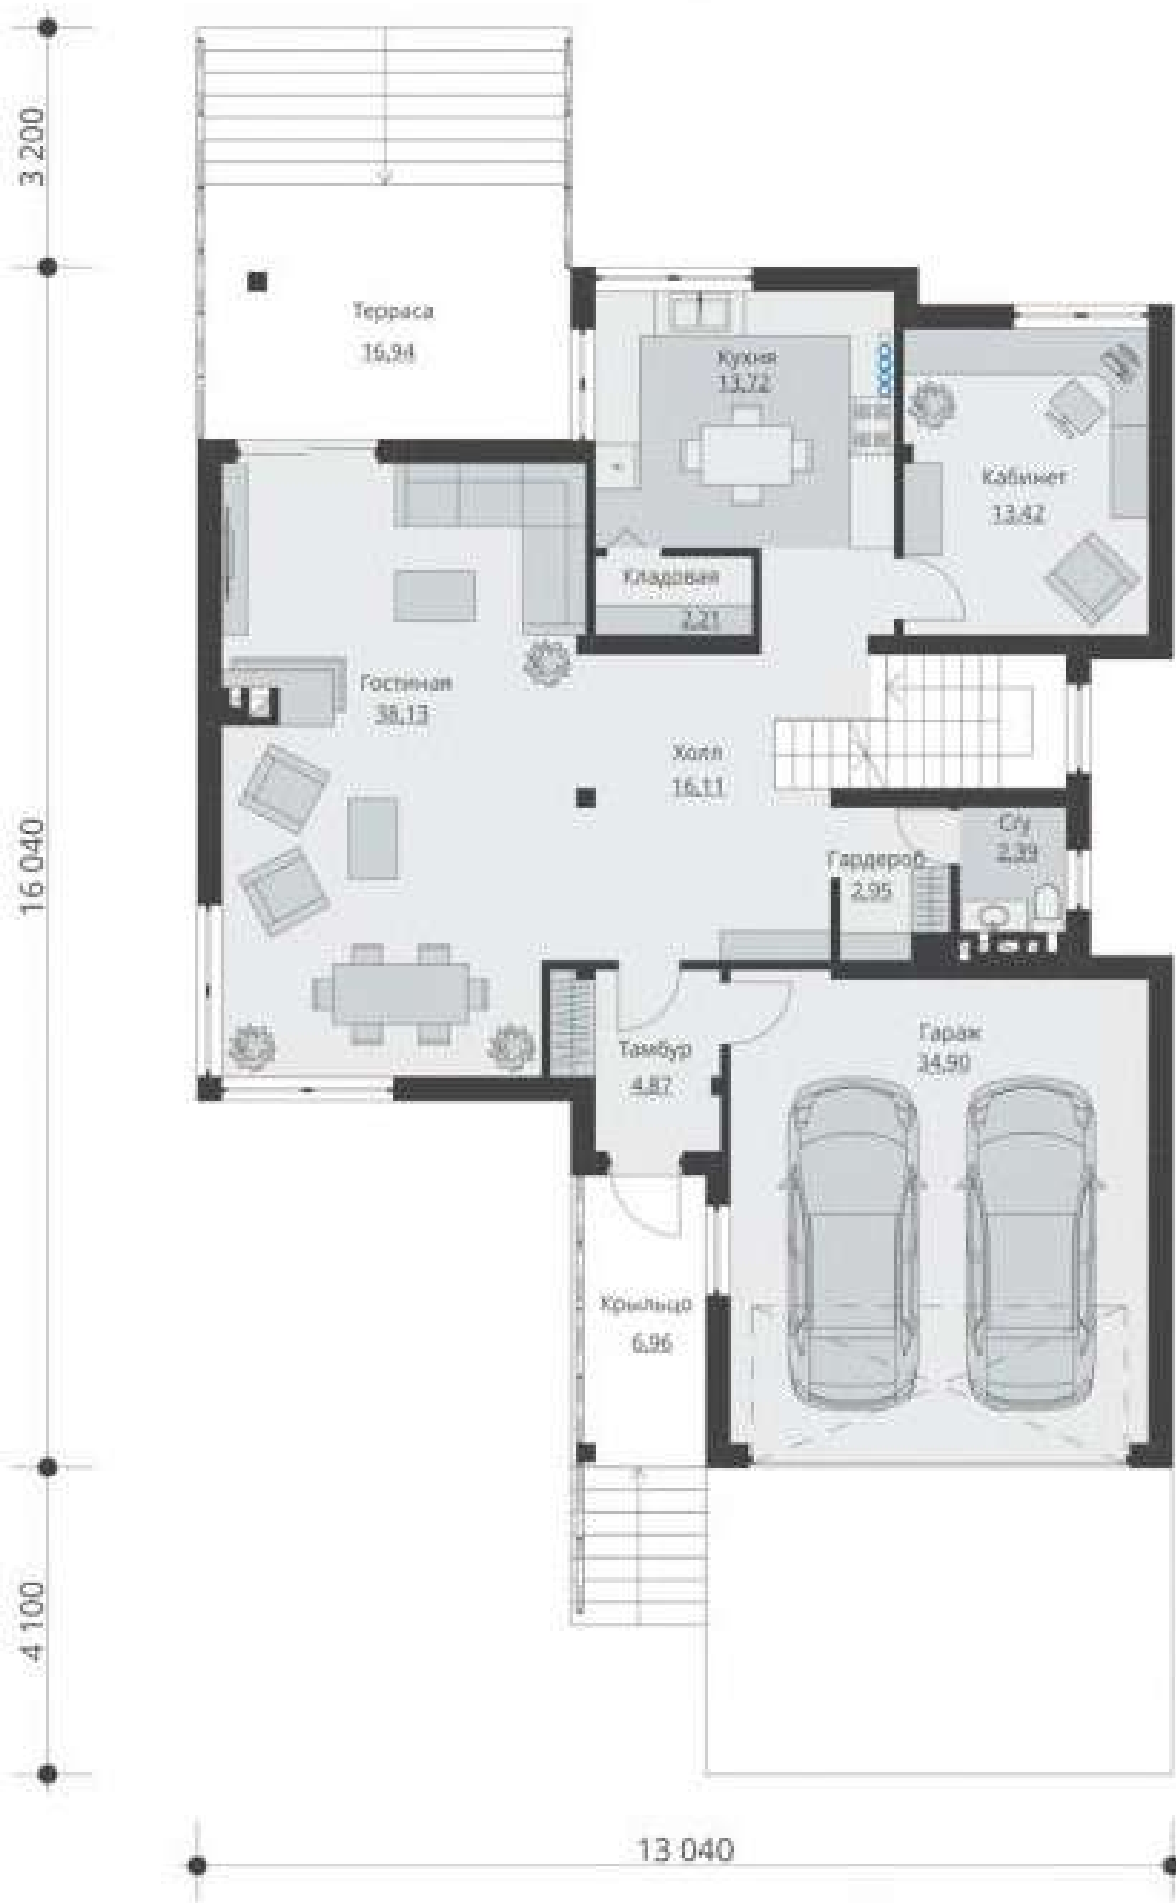 3 200
Терраса
16,94
Кухня
13,72
Кабинет
13,42
Кладовая
2,21
Гостиная
38,13
Холл
16,11
С/у
2,39
Гардероб
2,95
16 040
Гараж
34,90
Тамбур
4,87
Крыльцо
6,96
4 100
13 040